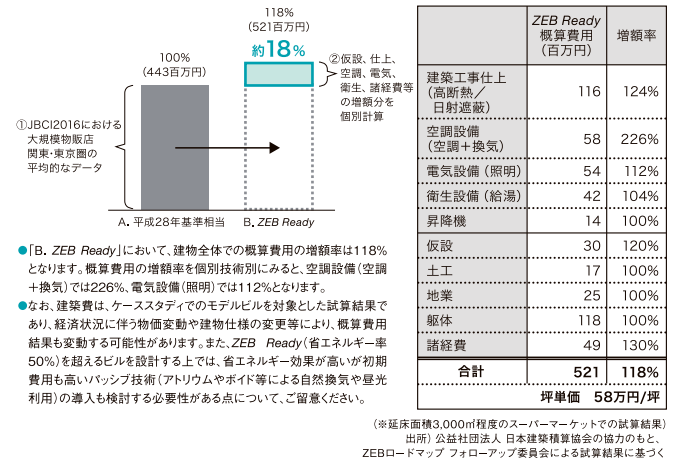 118%
(521百万円)
約18%
100%
(443百万円)
②仮設、仕上、
空調、電気、
衛生、諸経費等
の増額分を
個別計算
①JBCI2016における
大規模物販店
関東・東京圏の
平均的なデータ
A. 平成28年基準相当
B. ZEB Ready
●「B. ZEB Ready」において、建物全体での概算費用の増額率は118%
となります。概算費用の増額率を個別技術別にみると、空調設備（空調
＋換気）では226%、電気設備（照明）では112%となります。
●なお、建築費は、ケーススタディでのモデルビルを対象とした試算結果で
あり、経済状況に伴う物価変動や建物仕様の変更等により、概算費用
結果も変動する可能性があります。また、ZEB Ready（省エネルギー率
50%）を超えるビルを設計する上では、省エネルギー効果が高いが初期
費用も高いパッシブ技術（アトリウムやボイド等による自然換気や昼光
利用）の導入も検討する必要性がある点について、ご留意ください。
ZEB Ready
概算費用
(百万円)
増額率
建築工事仕上
(高断熱／
日射遮蔽)
116 124%
空調設備
(空調＋換気)
58 226%
電気設備（照明） 54 112%
衛生設備（給湯） 42 104%
昇降機 14 100%
仮設 30 120%
土工 17 100%
地業 25 100%
躯体 118 100%
諸経費 49 130%
合計 521 118%
坪単価 58万円/坪
(※延床面積3,000㎡程度のスーパーマーケットでの試算結果)
出所）公益社団法人 日本建築積算協会の協力のもと、
ZEBロードマップ フォローアップ委員会による試算結果に基づく